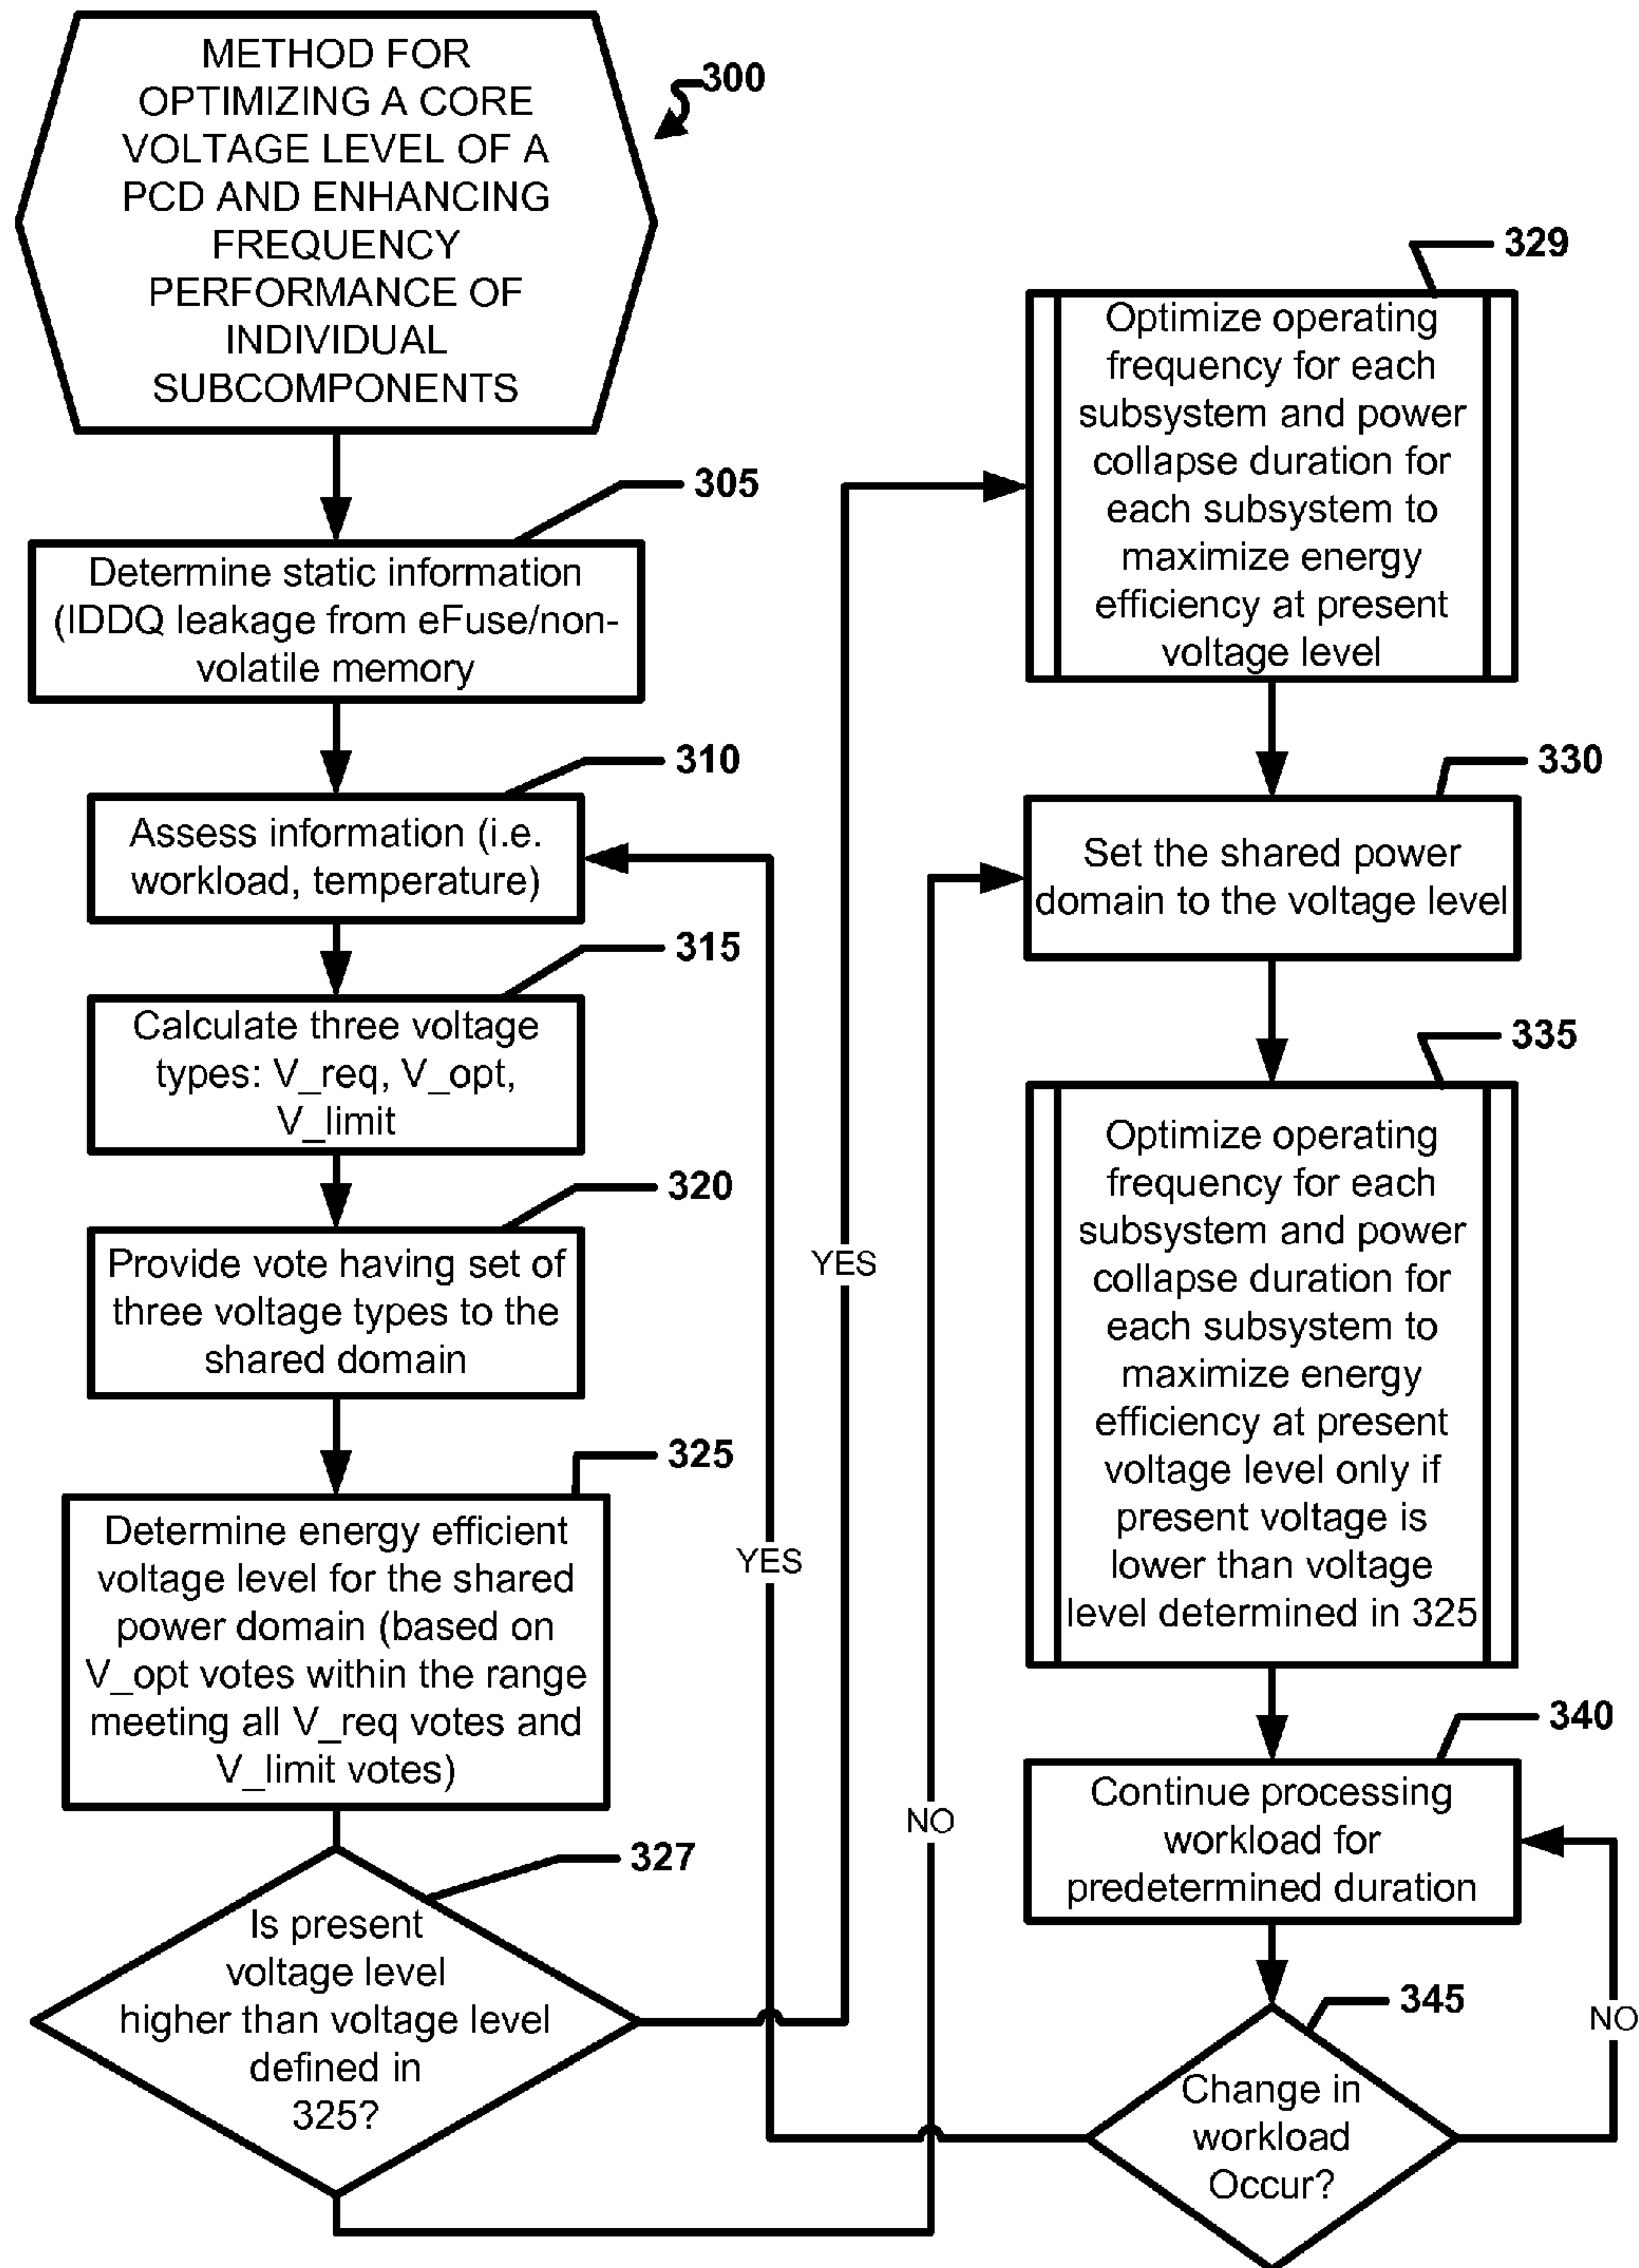 METHOD FOR
OPTIMIZING A CORE
VOLTAGE LEVEL OF A
PCD AND ENHANCING
FREQUENCY
PERFORMANCE OF
INDIVIDUAL
SUBCOMPONENTS
300
305
Determine static information
(IDDQ leakage from eFuse/non-
volatile memory
310
Assess information (i.e.
workload, temperature)
315
Calculate three voltage
types: V_req, V_opt,
V_limit
320
Provide vote having set of
three voltage types to the
shared domain
325
Determine energy efficient
voltage level for the shared
power domain (based on
V_opt votes within the range
meeting all V_req votes and
V_limit votes)
327
Is present
voltage level
higher than voltage level
defined in
325?
YES
YES
NO
329
Optimize operating
frequency for each
subsystem and power
collapse duration for
each subsystem to
maximize energy
efficiency at present
voltage level
330
Set the shared power
domain to the voltage level
335
Optimize operating
frequency for each
subsystem and power
collapse duration for
each subsystem to
maximize energy
efficiency at present
voltage level only if
present voltage is
lower than voltage
level determined in 325
340
Continue processing
workload for
predetermined duration
345
Change in
workload
Occur?
NO